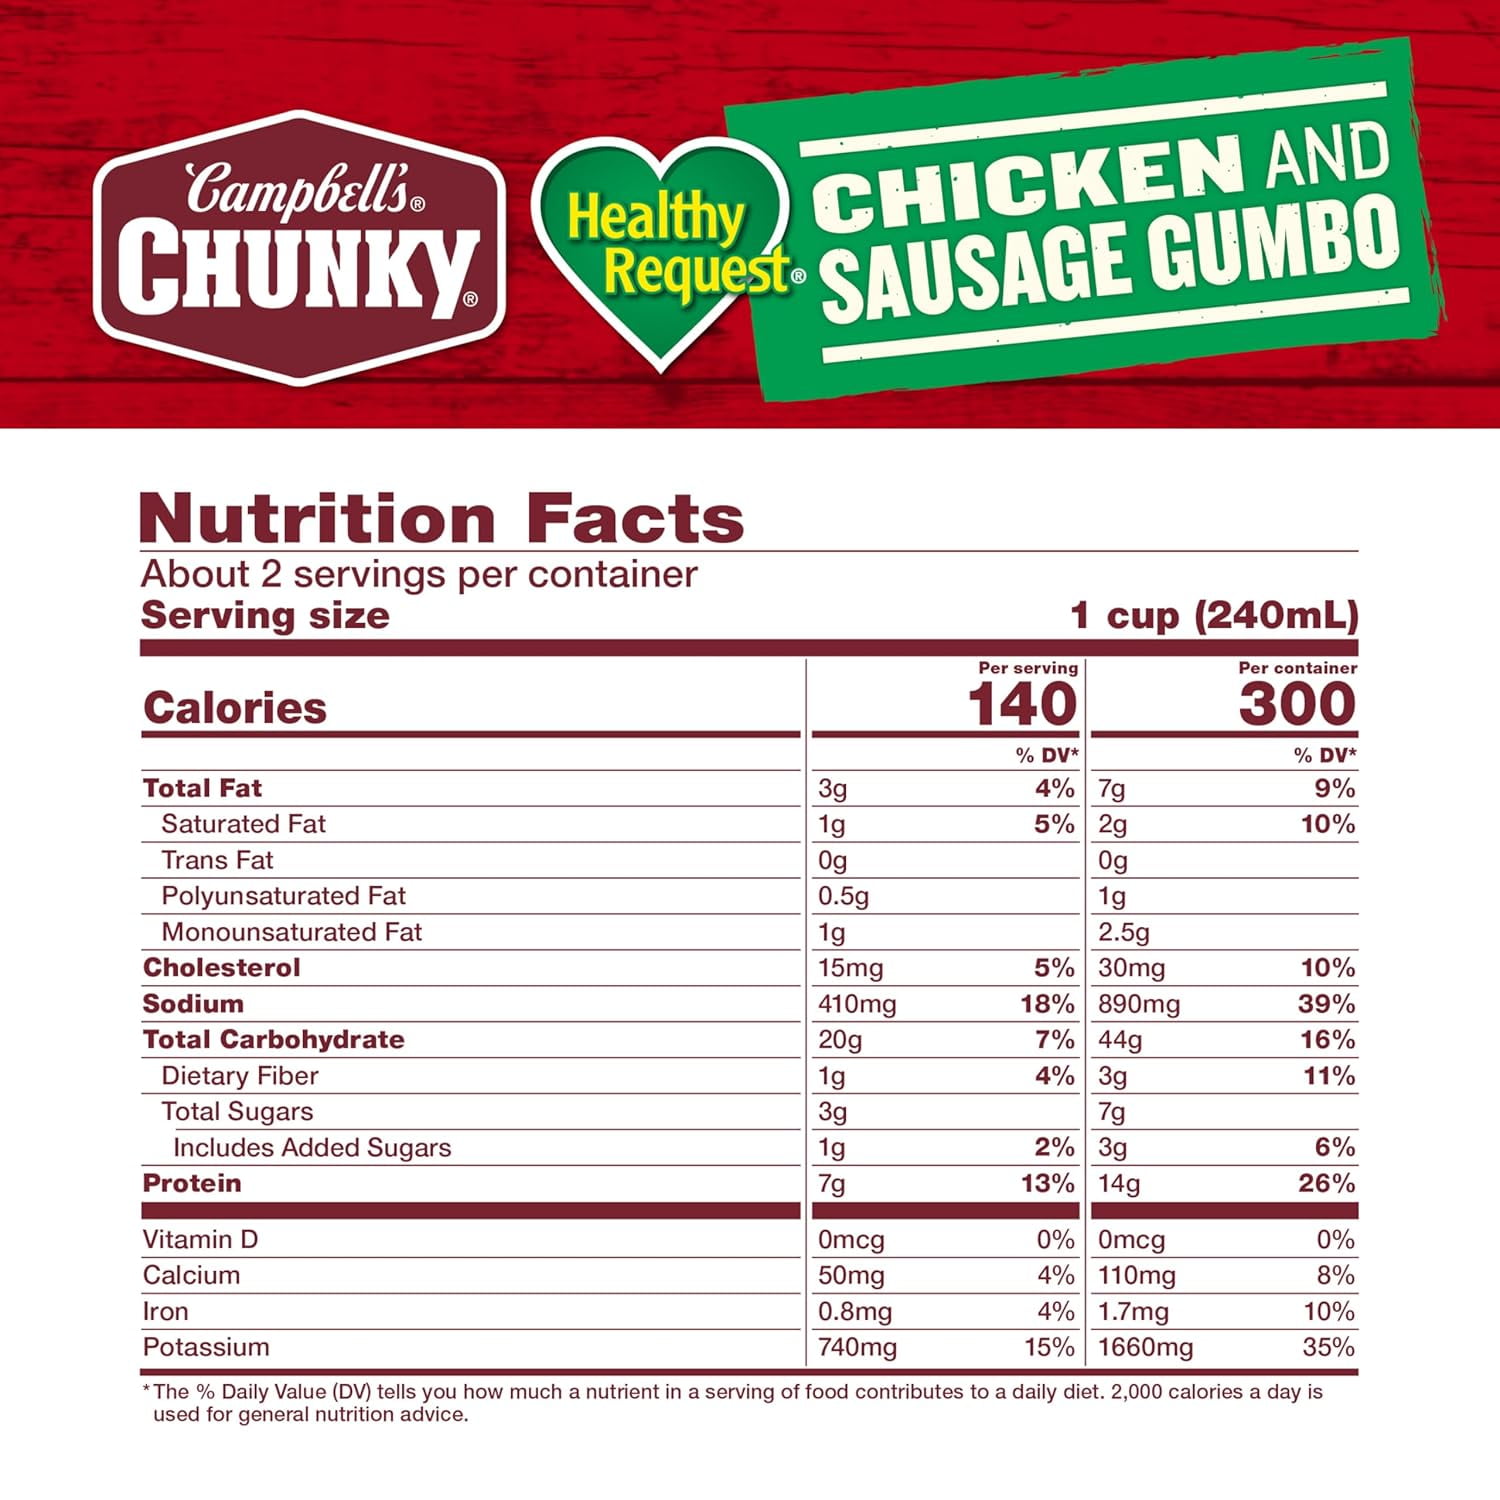 Campbell's®
CHUNKY®
Healthy
Request®
CHICKEN AND
SAUSAGE GUMBO
Nutrition Facts
About 2 servings per container
Serving size 1 cup (240mL)
Per serving Per container
Calories 140 300
% DV* % DV*
Total Fat 3g 4% 7g 9%
Saturated Fat 1g 5% 2g 10%
Trans Fat 0g 0g
Polyunsaturated Fat 0.5g 1g
Monounsaturated Fat 1g 2.5g
Cholesterol 15mg 5% 30mg 10%
Sodium 410mg 18% 890mg 39%
Total Carbohydrate 20g 7% 44g 16%
Dietary Fiber 1g 4% 3g 11%
Total Sugars 3g 7g
Includes Added Sugars 1g 2% 3g 6%
Protein 7g 13% 14g 26%
Vitamin D 0mcg 0% 0mcg 0%
Calcium 50mg 4% 110mg 8%
Iron 0.8mg 4% 1.7mg 10%
Potassium 740mg 15% 1660mg 35%
*The % Daily Value (DV) tells you how much a nutrient in a serving of food contributes to a daily diet. 2,000 calories a day is
used for general nutrition advice.